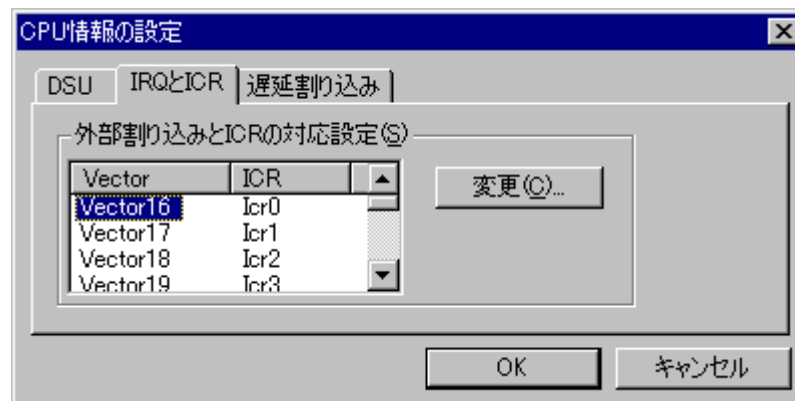 CPU情報の設定
DSU IRQとICR 遅延割り込み
外部割り込みとICRの対応設定(S)
Vector ICR
Vector16 Icr0
Vector17 Icr1
Vector18 Icr2
Vector19 Icr3
変更(C)...
OK キャンセル